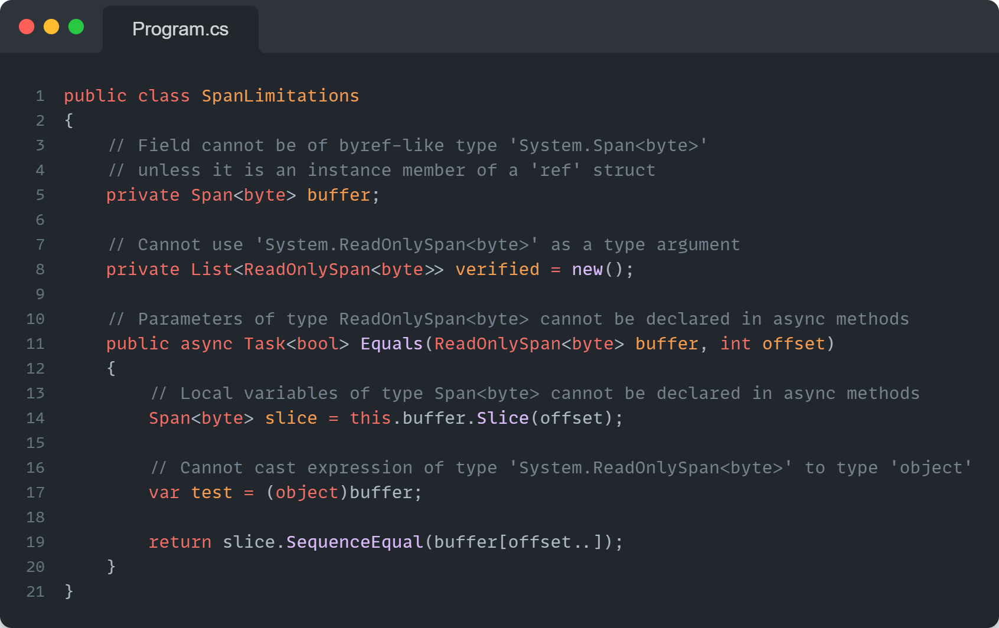 Program.cs
1 public class SpanLimitations
2 {
3     // Field cannot be of byref-like type 'System.Span<byte>'
4     // unless it is an instance member of a 'ref' struct
5     private Span<byte> buffer;
6
7     // Cannot use 'System.ReadOnlySpan<byte>' as a type argument
8     private List<ReadOnlySpan<byte>> verified = new();
9
10     // Parameters of type ReadOnlySpan<byte> cannot be declared in async methods
11     public async Task<bool> Equals(ReadOnlySpan<byte> buffer, int offset)
12     {
13         // Local variables of type Span<byte> cannot be declared in async methods
14         Span<byte> slice = this.buffer.Slice(offset);
15
16         // Cannot cast expression of type 'System.ReadOnlySpan<byte>' to type 'object'
17         var test = (object)buffer;
18
19         return slice.SequenceEqual(buffer[offset..]);
20     }
21 }